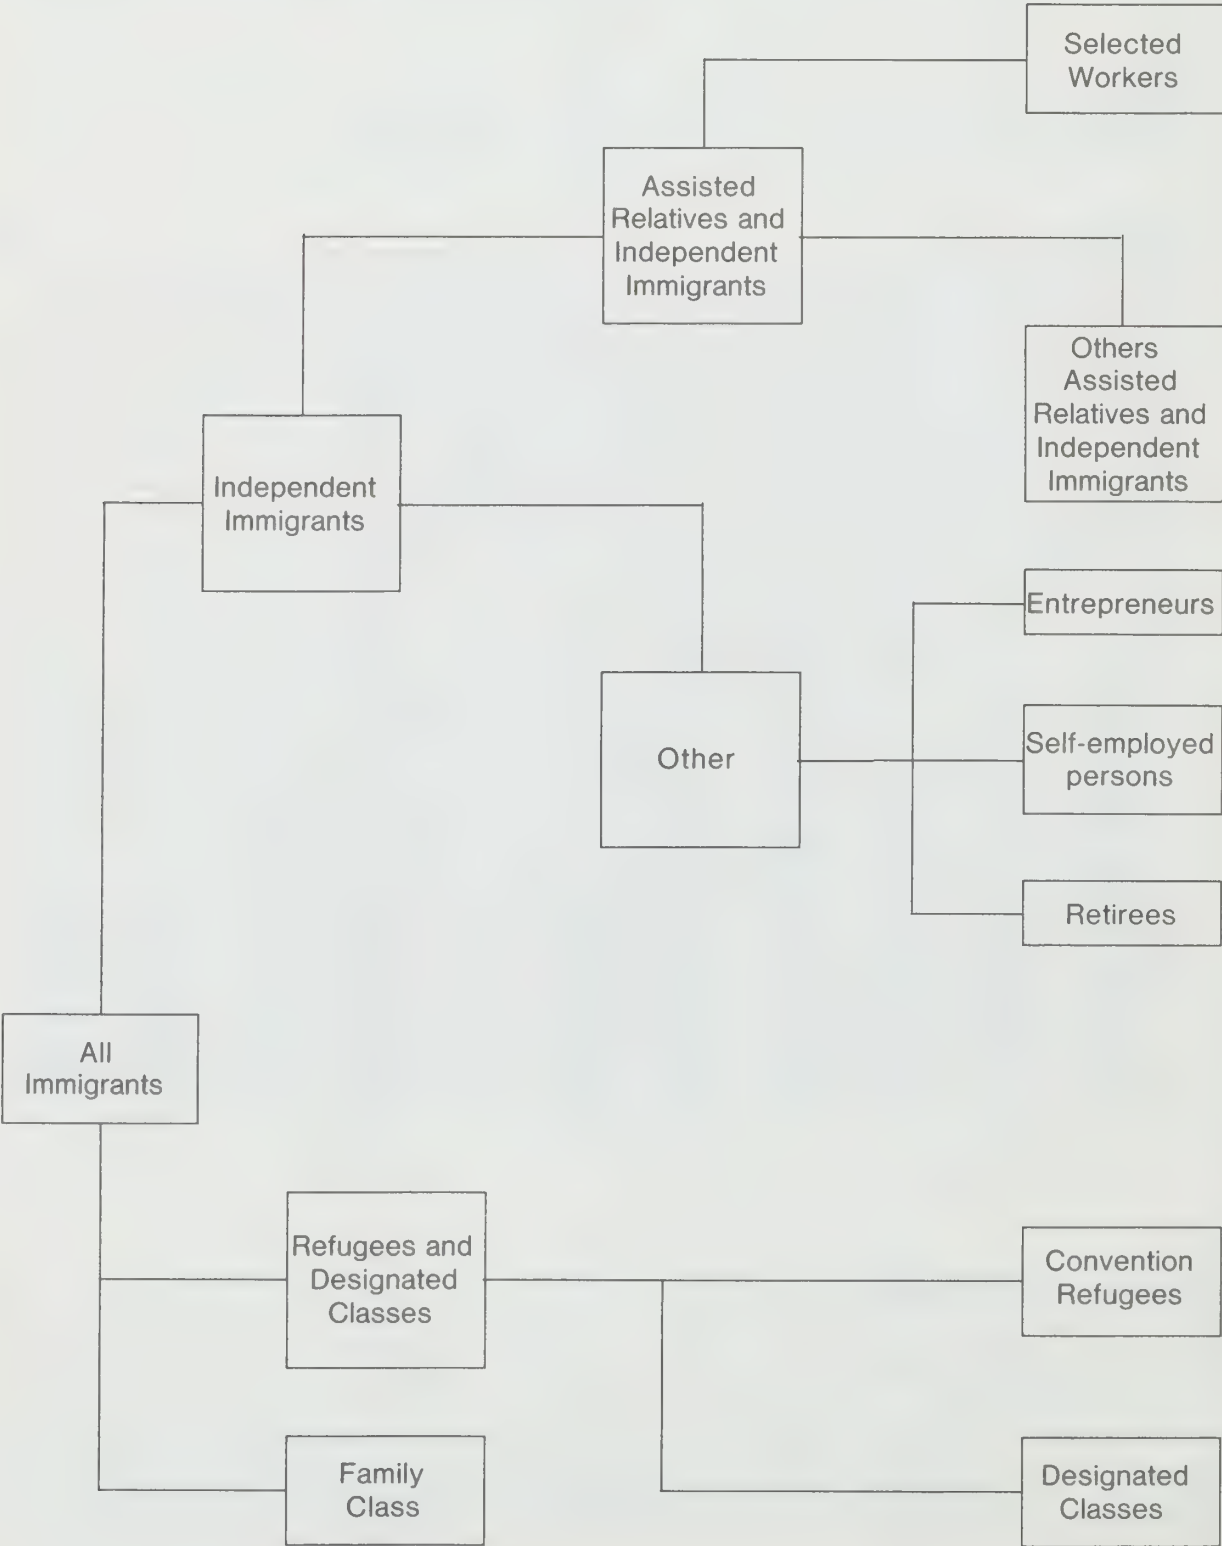 Selected
Workers
Assisted
Relatives and
Independent
Immigrants
Others
Assisted
Relatives and
Independent
Immigrants
Independent
Immigrants
Entrepreneurs
Other
Self-employed
persons
Retirees
All
Immigrants
Refugees and
Designated
Classes
Convention
Refugees
Family
Class
Designated
Classes